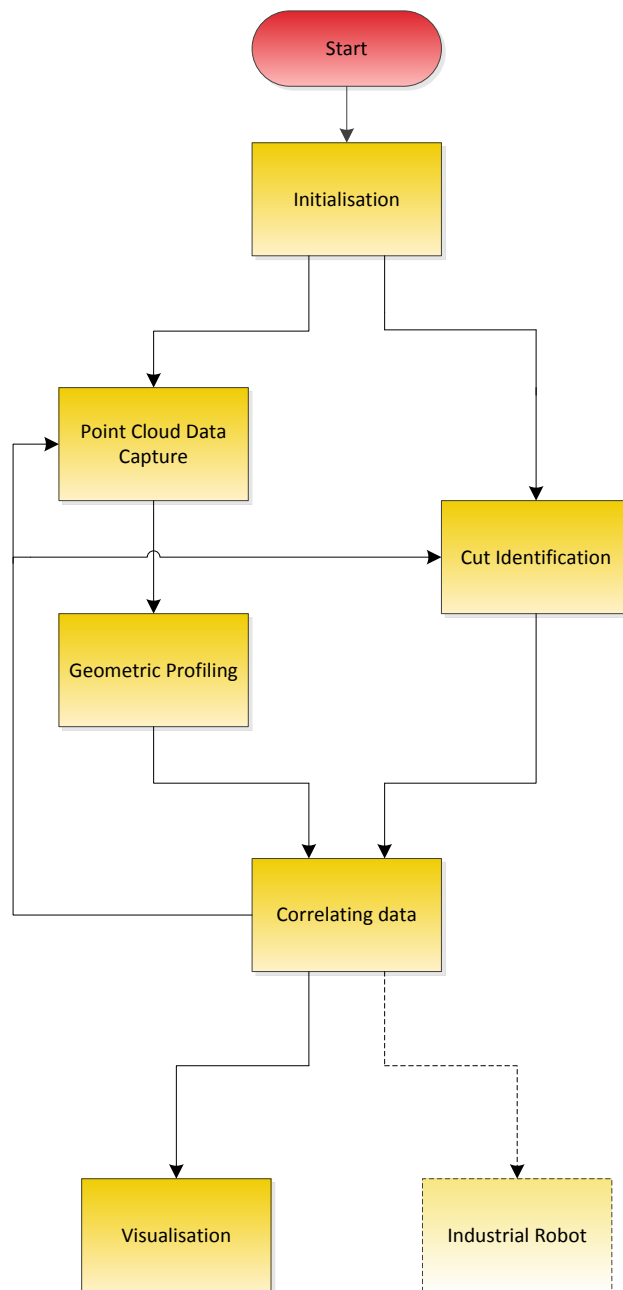 Start
Initialisation
Point Cloud Data
Capture
Cut Identification
Geometric Profiling
Correlating data
Visualisation
Industrial Robot